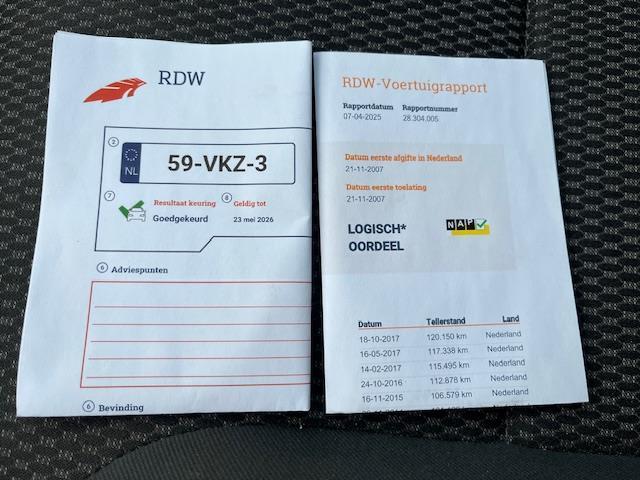 RDW
2
NL
59-VKZ-3
7
Resultaat keuring
Goedgekeurd
8
Geldig tot
23 mei 2026
6 Adviespunten
6 Bevinding
RDW-Voertuigrapport
Rapportdatum Rapportnummer
07-04-2025 28.304.005
Datum eerste afgifte in Nederland
21-11-2007
Datum eerste toelating
21-11-2007
LOGISCH*
OORDEEL
NAP
Datum Tellerstand Land
18-10-2017 120.150 km Nederland
16-05-2017 117.338 km Nederland
14-02-2017 115.495 km Nederland
24-10-2016 112.878 km Nederland
16-11-2015 106.579 km Nederland